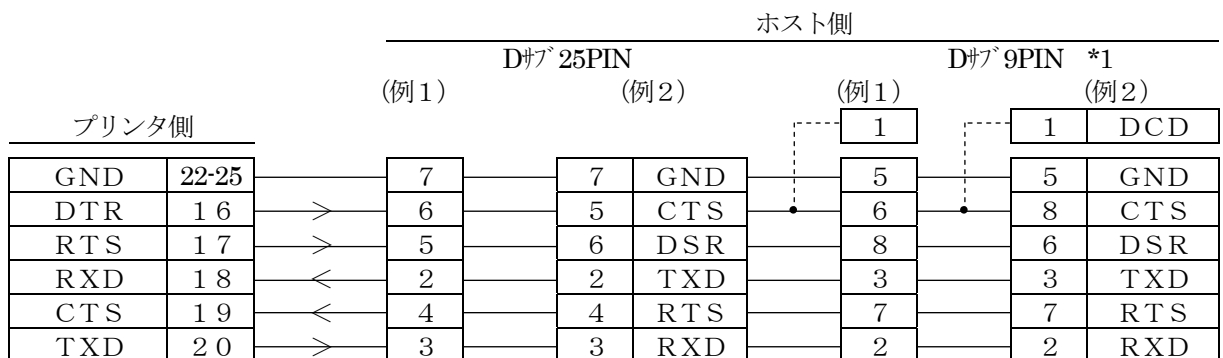 ホスト側
Dｻﾌﾞ25PIN Dｻﾌﾞ9PIN *1
(例1) (例2) (例1) (例2)
プリンタ側 1 1 DCD
GND 22-25 7 7 GND 5 5 GND
DTR 16 6 5 CTS 6 8 CTS
RTS 17 5 6 DSR 8 6 DSR
RXD 18 2 2 TXD 3 3 TXD
CTS 19 4 4 RTS 7 7 RTS
TXD 20 3 3 RXD 2 2 RXD